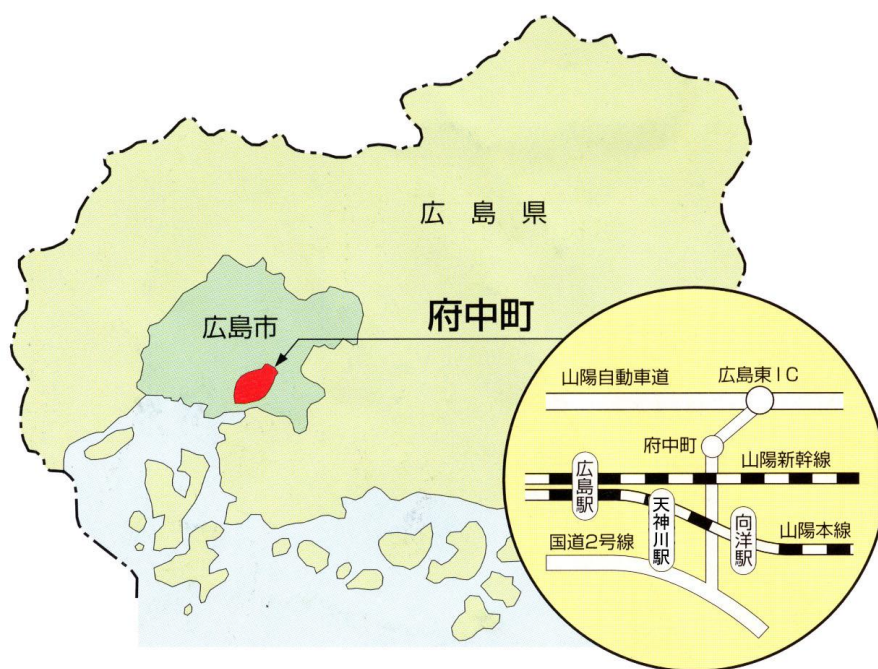 広島県
広島市
府中町
山陽自動車道
広島東IC
府中町
山陽新幹線
広島駅
天神川駅
向洋駅
山陽本線
国道2号線